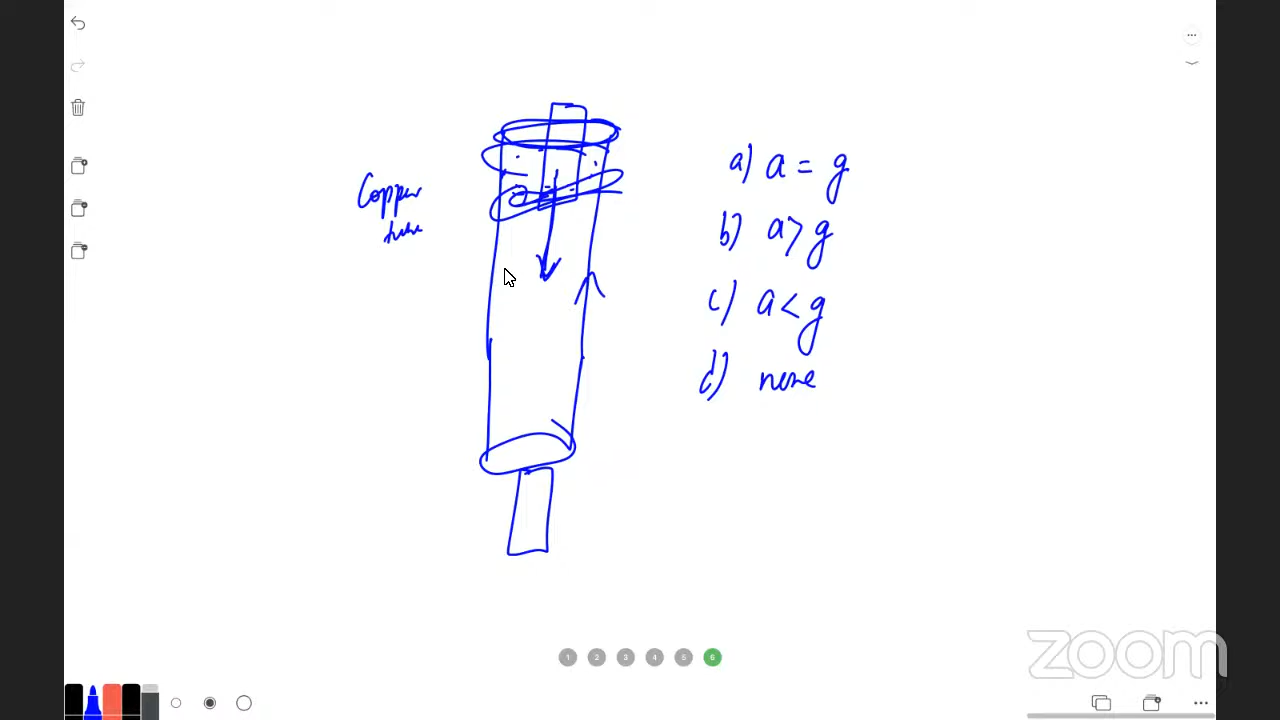 Copper
tube
a) a = g
b) a > g
c) a < g
d) none
1 2 3 4 5 6
zoom